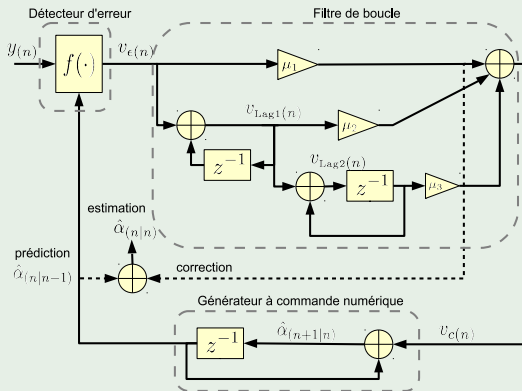 Détecteur d'erreur
Filtre de boucle
y(n)
f(·)
vϵ(n)
μ1
vLag1(n)
μ2
z−1
vLag2(n)
z−1
μ3
estimation
α̂(n|n)
prédiction
α̂(n|n−1)
correction
Générateur à commande numérique
z−1
α̂(n+1|n)
vc(n)